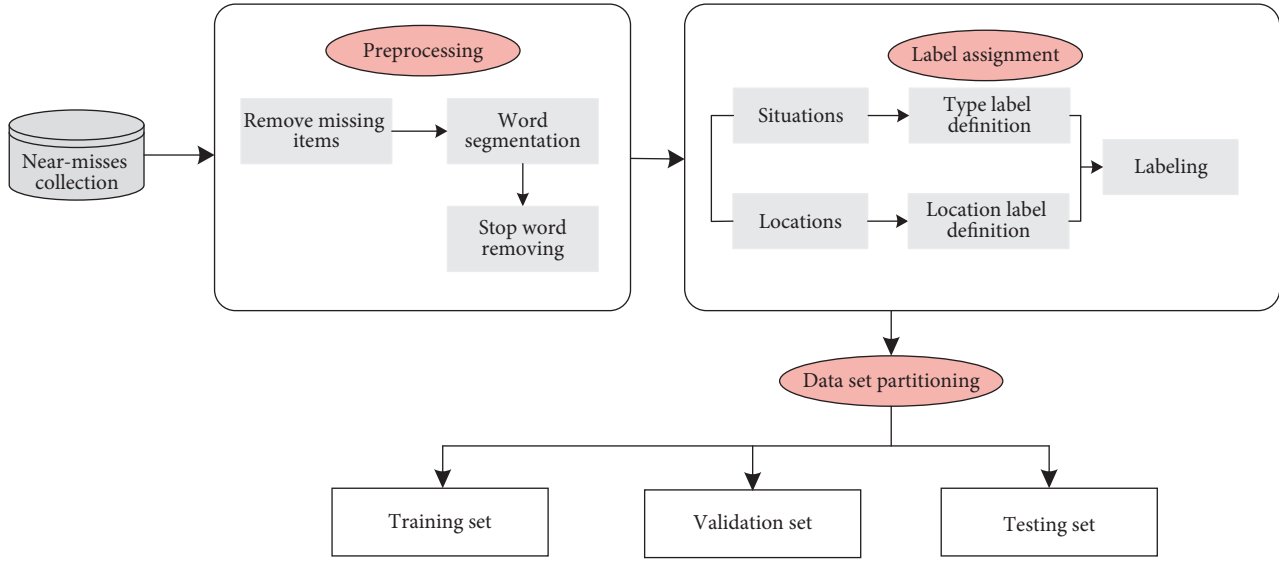 Near-misses
collection
Preprocessing
Remove missing
items
Word
segmentation
Stop word
removing
Label assignment
Situations
Type label
definition
Locations
Location label
definition
Labeling
Data set partitioning
Training set
Validation set
Testing set